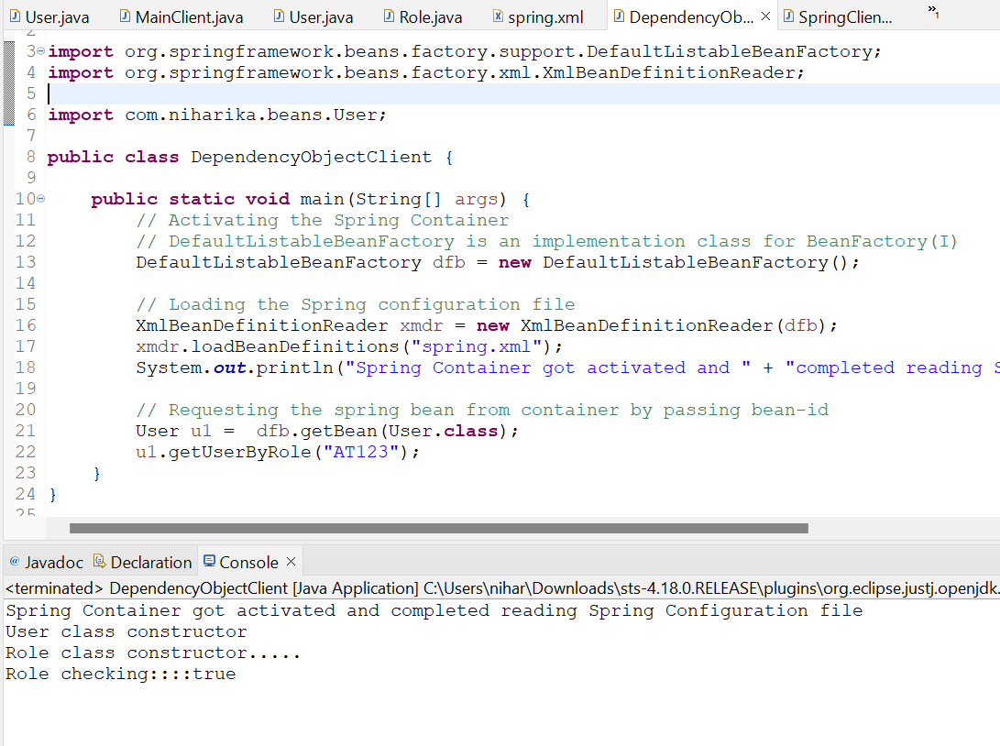 User.java MainClient.java User.java Role.java spring.xml DependencyOb... SpringClien... »1
3 import org.springframework.beans.factory.support.DefaultListableBeanFactory;
4 import org.springframework.beans.factory.xml.XmlBeanDefinitionReader;
5
6 import com.niharika.beans.User;
7
8 public class DependencyObjectClient {
9
10 public static void main(String[] args) {
11 // Activating the Spring Container
12 // DefaultListableBeanFactory is an implementation class for BeanFactory(I)
13 DefaultListableBeanFactory dfb = new DefaultListableBeanFactory();
14
15 // Loading the Spring configuration file
16 XmlBeanDefinitionReader xmdr = new XmlBeanDefinitionReader(dfb);
17 xmdr.loadBeanDefinitions("spring.xml");
18 System.out.println("Spring Container got activated and " + "completed reading S
19
20 // Requesting the spring bean from container by passing bean-id
21 User u1 = dfb.getBean(User.class);
22 u1.getUserByRole("AT123");
23 }
24 }
25
@ Javadoc Declaration Console
<terminated> DependencyObjectClient [Java Application] C:\Users\nihar\Downloads\sts-4.18.0.RELEASE\plugins\org.eclipse.justj.openjdk.
Spring Container got activated and completed reading Spring Configuration file
User class constructor
Role class constructor.....
Role checking::::true